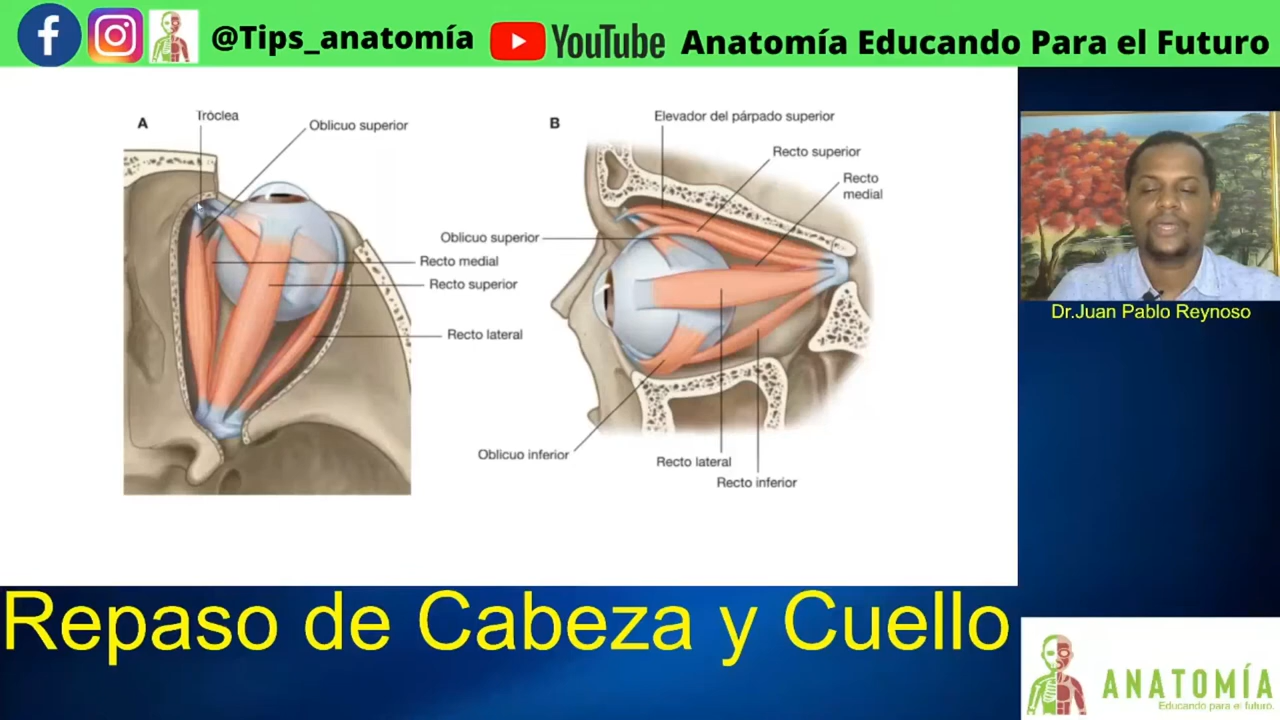 @Tips_anatomía YouTube Anatomía Educando Para el Futuro
A
Tróclea
Oblicuo superior
Recto medial
Recto superior
Recto lateral
B
Elevador del párpado superior
Recto superior
Recto
medial
Oblicuo superior
Oblicuo inferior
Recto lateral
Recto inferior
Dr.Juan Pablo Reynoso
Repaso de Cabeza y Cuello
ANATOMÍA
Educando para el futuro.